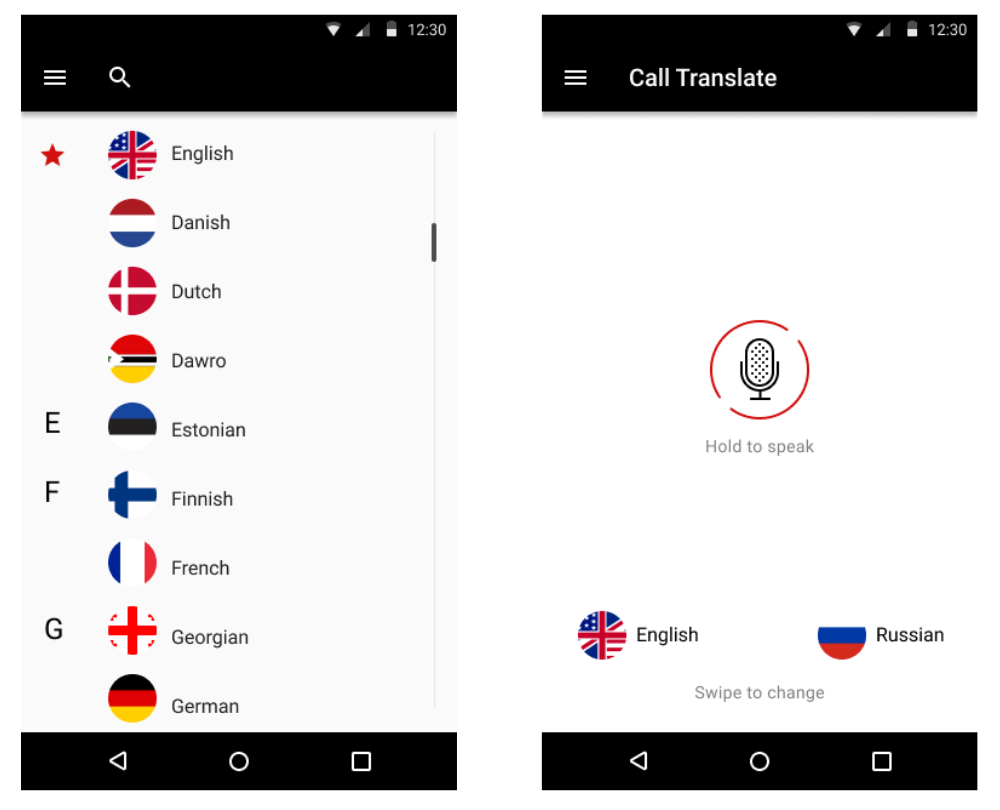 12:30
English
Danish
Dutch
Dawro
E Estonian
F Finnish
French
G Georgian
German
12:30
Call Translate
Hold to speak
English Russian
Swipe to change